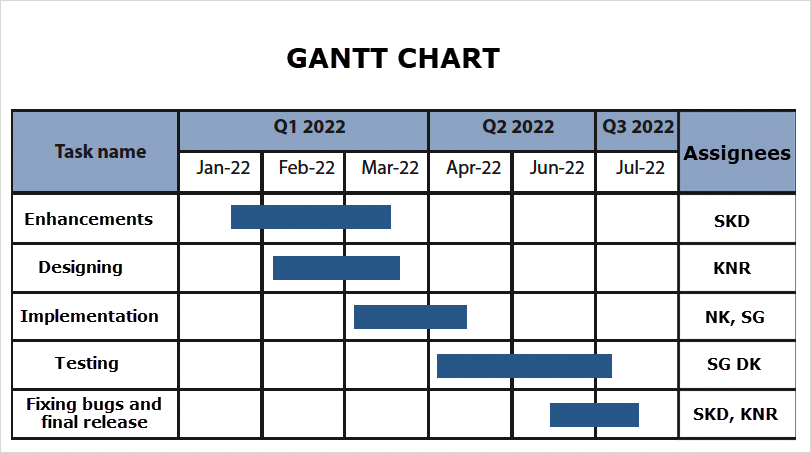 GANTT CHART
Task name
Q1 2022
Q2 2022
Q3 2022
Assignees
Jan-22
Feb-22
Mar-22
Apr-22
Jun-22
Jul-22
Enhancements
SKD
Designing
KNR
Implementation
NK, SG
Testing
SG DK
Fixing bugs and
final release
SKD, KNR